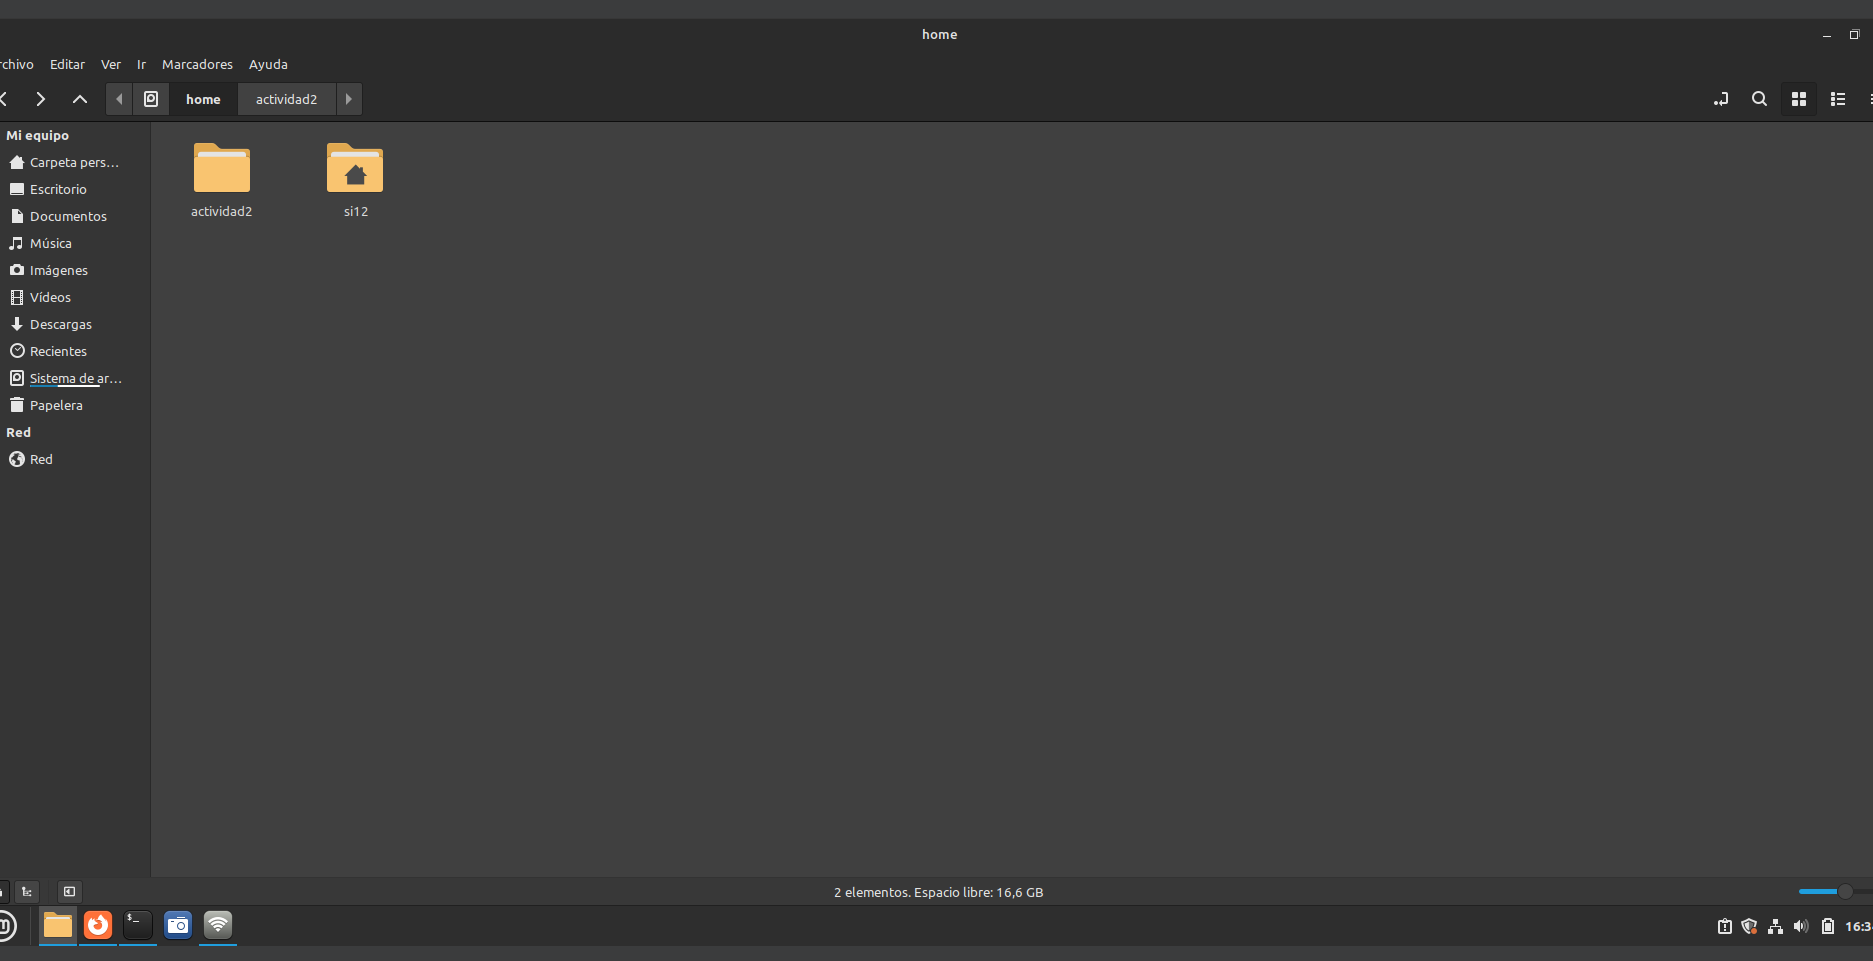 home
rchivo Editar Ver Ir Marcadores Ayuda
home actividad2
Mi equipo
Carpeta pers...
Escritorio
Documentos
Música
Imágenes
Vídeos
Descargas
Recientes
Sistema de ar...
Papelera
Red
Red
actividad2 si12
2 elementos. Espacio libre: 16,6 GB
$_
16:3